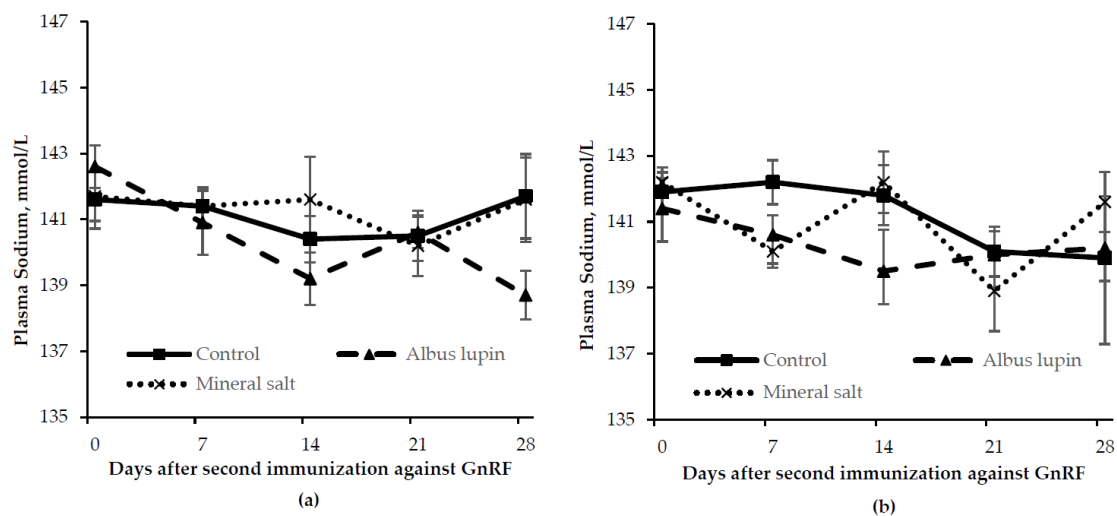 147
145
143
141
139
137
135
Plasma Sodium, mmol/L
Control
Albus lupin
Mineral salt
0 7 14 21 28
Days after second immunization against GnRF
(a)
147
145
143
141
139
137
135
Plasma Sodium, mmol/L
Control
Albus lupin
Mineral salt
0 7 14 21 28
Days after second immunization against GnRF
(b)